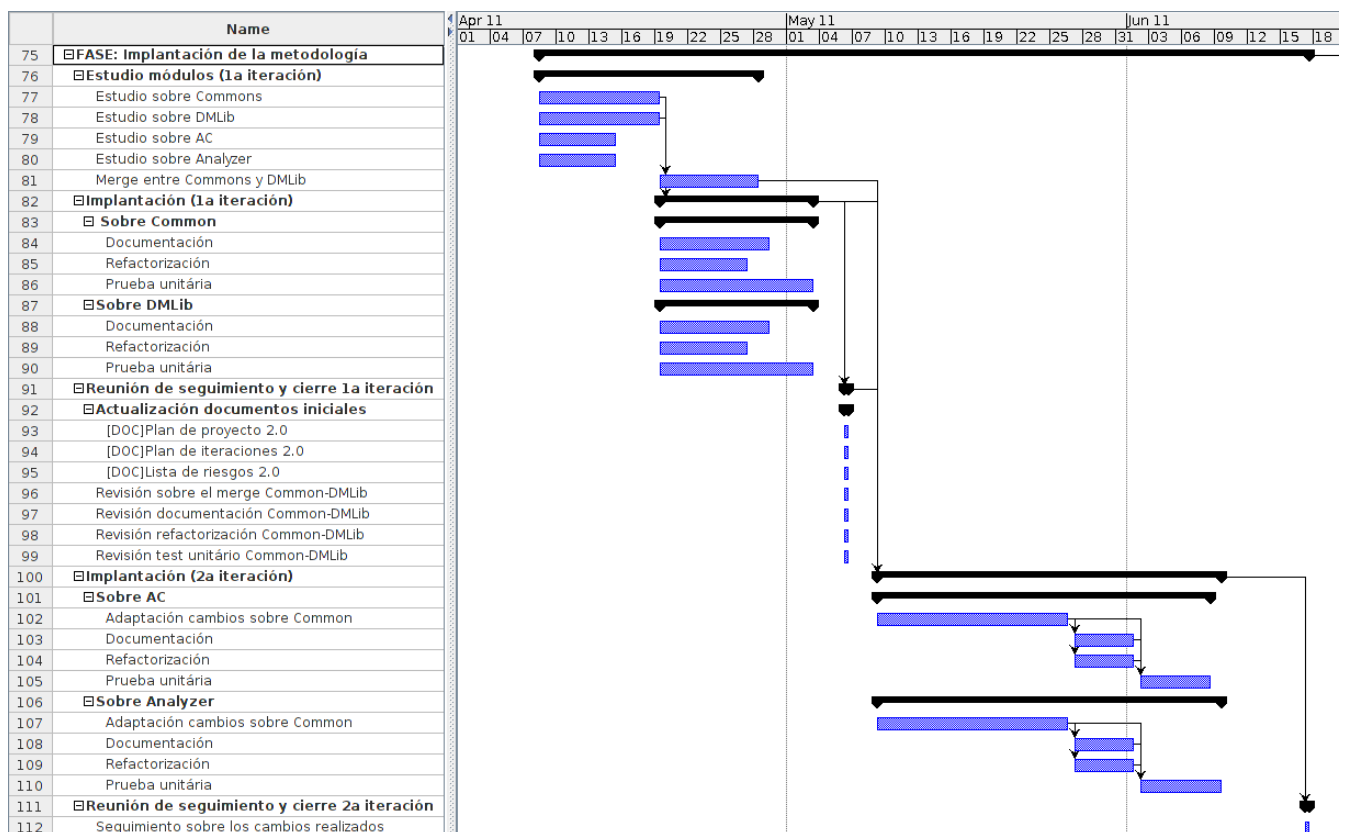 Name
Apr 11 May 11 Jun 11
01 04 07 10 13 16 19 22 25 28 01 04 07 10 13 16 19 22 25 28 31 03 06 09 12 15 18
75 FASE: Implantación de la metodología
76 Estudio módulos (1a iteración)
77 Estudio sobre Commons
78 Estudio sobre DMLib
79 Estudio sobre AC
80 Estudio sobre Analyzer
81 Merge entre Commons y DMLib
82 Implantación (1a iteración)
83 Sobre Common
84 Documentación
85 Refactorización
86 Prueba unitária
87 Sobre DMLib
88 Documentación
89 Refactorización
90 Prueba unitária
91 Reunión de seguimiento y cierre 1a iteración
92 Actualización documentos iniciales
93 [DOC]Plan de proyecto 2.0
94 [DOC]Plan de iteraciones 2.0
95 [DOC]Lista de riesgos 2.0
96 Revisión sobre el merge Common-DMLib
97 Revisión documentación Common-DMLib
98 Revisión refactorización Common-DMLib
99 Revisión test unitário Common-DMLib
100 Implantación (2a iteración)
101 Sobre AC
102 Adaptación cambios sobre Common
103 Documentación
104 Refactorización
105 Prueba unitária
106 Sobre Analyzer
107 Adaptación cambios sobre Common
108 Documentación
109 Refactorización
110 Prueba unitária
111 Reunión de seguimiento y cierre 2a iteración
112 Seguimiento sobre los cambios realizados